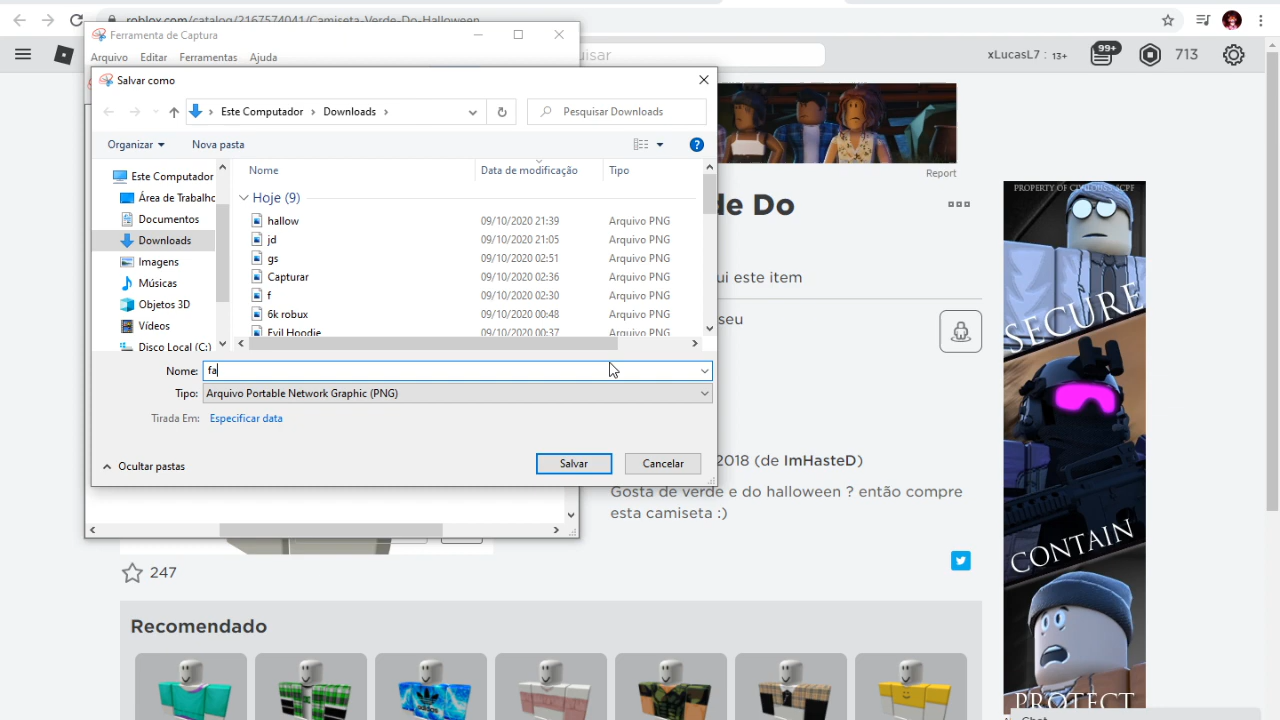 roblox.com/catalog/2167574041/Camiseta-Verde-Do-Halloween
Ferramenta de Captura
Arquivo Editar Ferramentas Ajuda
isar
xLucasL7 : 13+
99+
713
Salvar como
Este Computador > Downloads >
Pesquisar Downloads
Organizar
Nova pasta
Este Computador
Área de Trabalho
Documentos
Downloads
Imagens
Músicas
Objetos 3D
Vídeos
Disco Local (C:)
Nome Data de modificação Tipo
Hoje (9)
hallow 09/10/2020 21:39 Arquivo PNG
jd 09/10/2020 21:05 Arquivo PNG
gs 09/10/2020 02:51 Arquivo PNG
Capturar 09/10/2020 02:36 Arquivo PNG
f 09/10/2020 02:30 Arquivo PNG
6k robux 09/10/2020 00:48 Arquivo PNG
Evil Hoodie 09/10/2020 00:37 Arquivo PNG
Nome: fa
Tipo: Arquivo Portable Network Graphic (PNG)
Tirada Em: Especificar data
Ocultar pastas
Salvar
Cancelar
Report
de Do
ui este item
seu
2018 (de ImHasteD)
Gosta de verde e do halloween ? então compre
esta camiseta :)
247
Recomendado
SECURE
CONTAIN
PROTECT
Chat